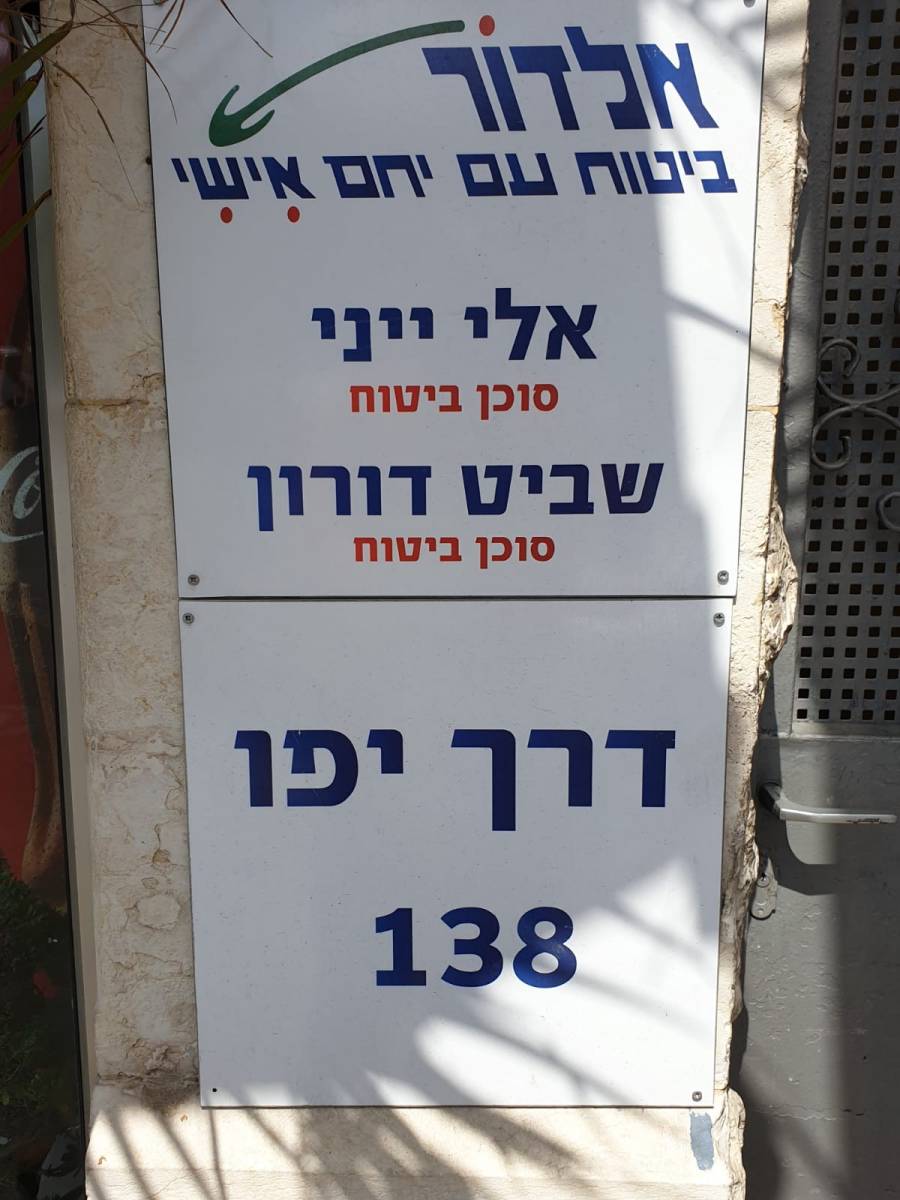 אלדור
ביטוח עם יחס אישי
אלי ייני
סוכן ביטוח
שביט דורון
סוכן ביטוח
דרך יפו
138